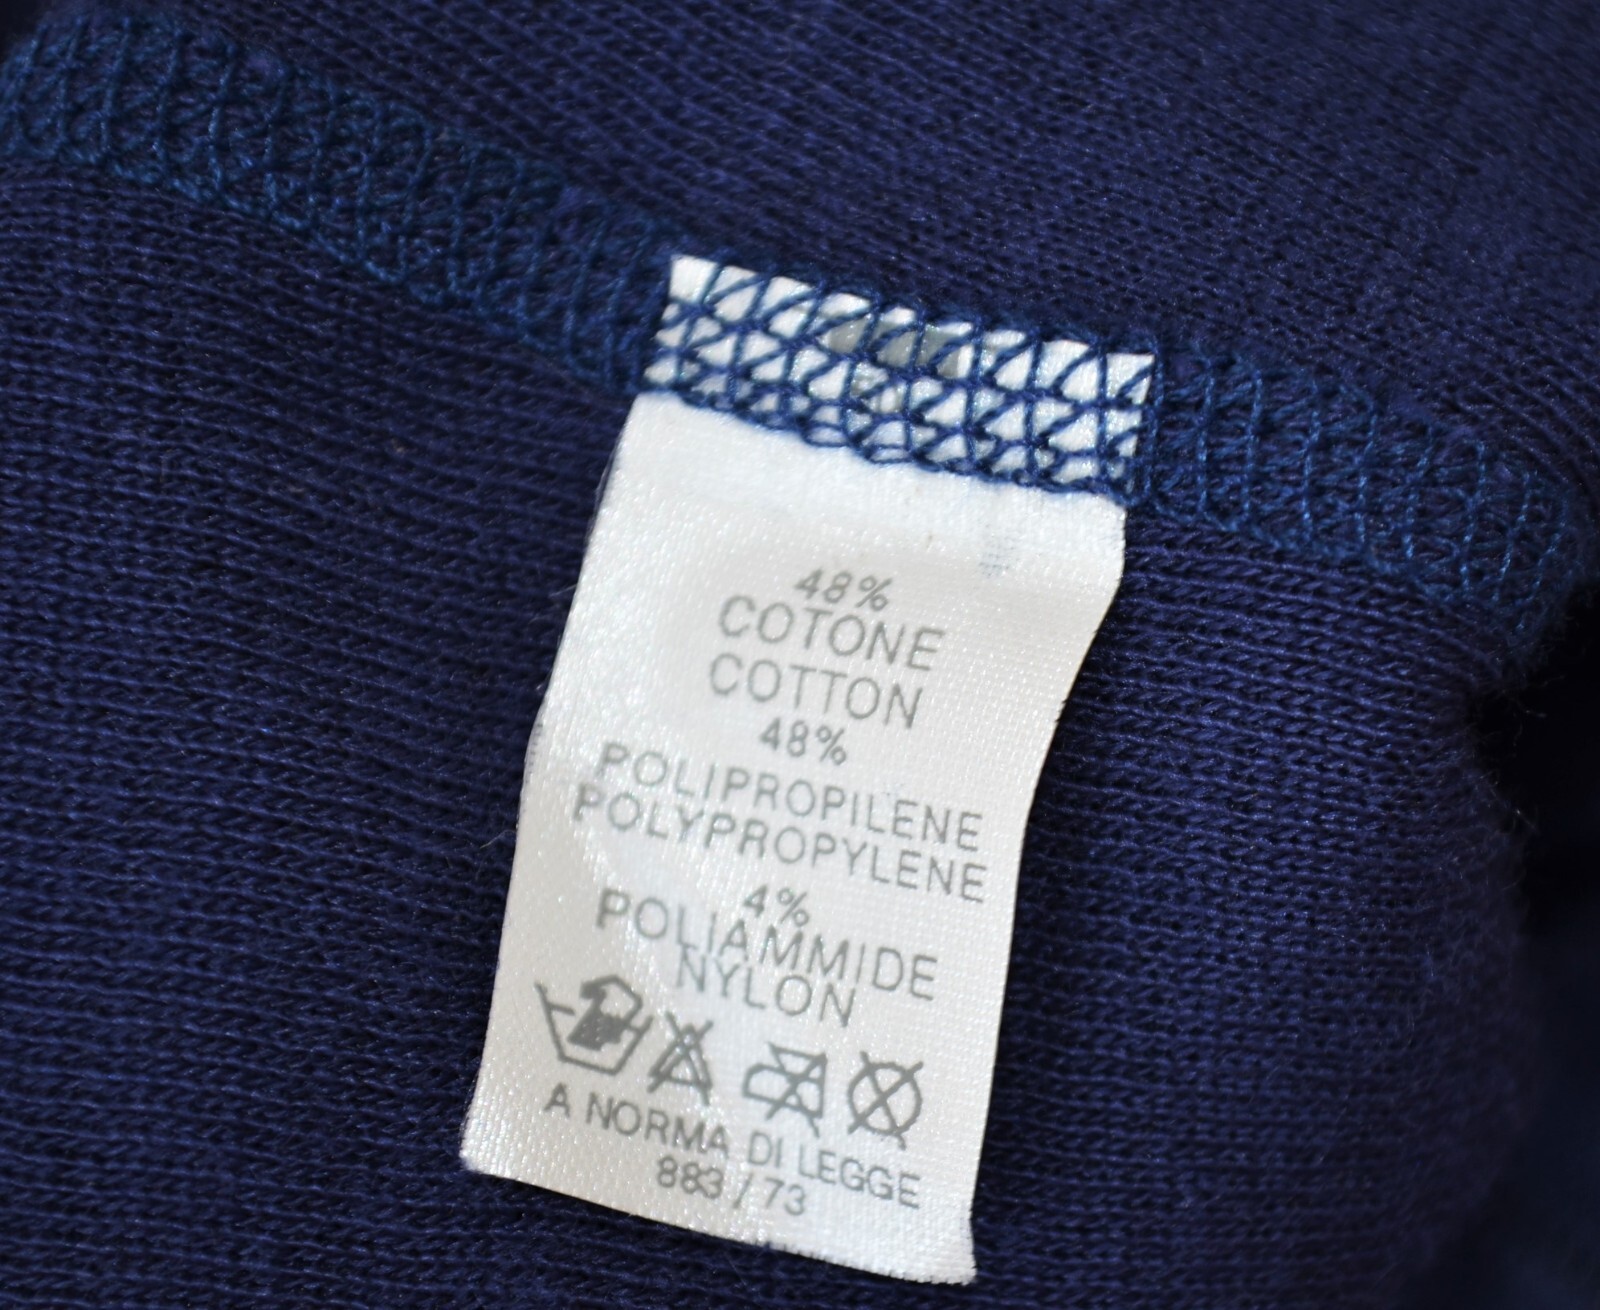 48%
COTONE
COTTON
48%
POLIPROPILENE
POLYPROPYLENE
4%
POLIAMMIDE
NYLON
A NORMA DI LEGGE
883 / 73